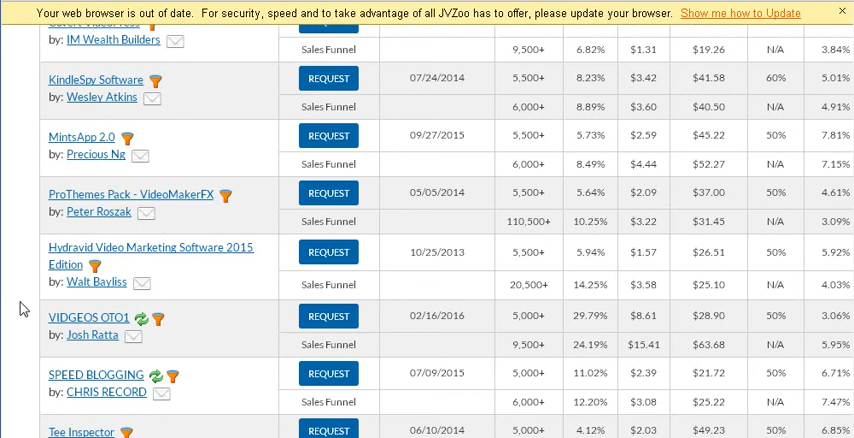 Your web browser is out of date. For security, speed and to take advantage of all JVZoo has to offer, please update your browser. Show me how to Update ×
by: IM Wealth Builders
Sales Funnel 9,500+ 6.82% $1.31 $19.26 N/A 3.84%
KindleSpy Software REQUEST 07/24/2014 5,500+ 8.23% $3.42 $41.58 60% 5.01%
by: Wesley Atkins
Sales Funnel 6,000+ 8.89% $3.60 $40.50 N/A 4.91%
MintsApp 2.0 REQUEST 09/27/2015 5,500+ 5.73% $2.59 $45.22 50% 7.81%
by: Precious Ng
Sales Funnel 6,000+ 8.49% $4.44 $52.27 N/A 7.15%
ProThemes Pack - VideoMakerFX REQUEST 05/05/2014 5,500+ 5.64% $2.09 $37.00 50% 4.61%
by: Peter Roszak
Sales Funnel 110,500+ 10.25% $3.22 $31.45 N/A 3.09%
Hydravid Video Marketing Software 2015
Edition REQUEST 10/25/2013 5,500+ 5.94% $1.57 $26.51 50% 5.92%
by: Walt Bayliss
Sales Funnel 20,500+ 14.25% $3.58 $25.10 N/A 4.03%
VIDGEOS OTO1 REQUEST 02/16/2016 5,000+ 29.79% $8.61 $28.90 50% 3.06%
by: Josh Ratta
Sales Funnel 9,500+ 24.19% $15.41 $63.68 N/A 5.95%
SPEED BLOGGING REQUEST 07/09/2015 5,000+ 11.02% $2.39 $21.72 50% 6.71%
by: CHRIS RECORD
Sales Funnel 6,000+ 12.20% $3.08 $25.22 N/A 7.47%
Tee Inspector REQUEST 06/10/2014 5,000+ 4.12% $2.03 $49.23 50% 6.85%